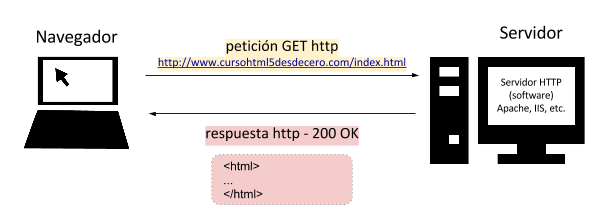 Navegador
Servidor
petición GET http
http://www.cursohtml5desdecero.com/index.html
Servidor HTTP
(software)
Apache, IIS, etc.
respuesta http - 200 OK
<html>
...
</html>